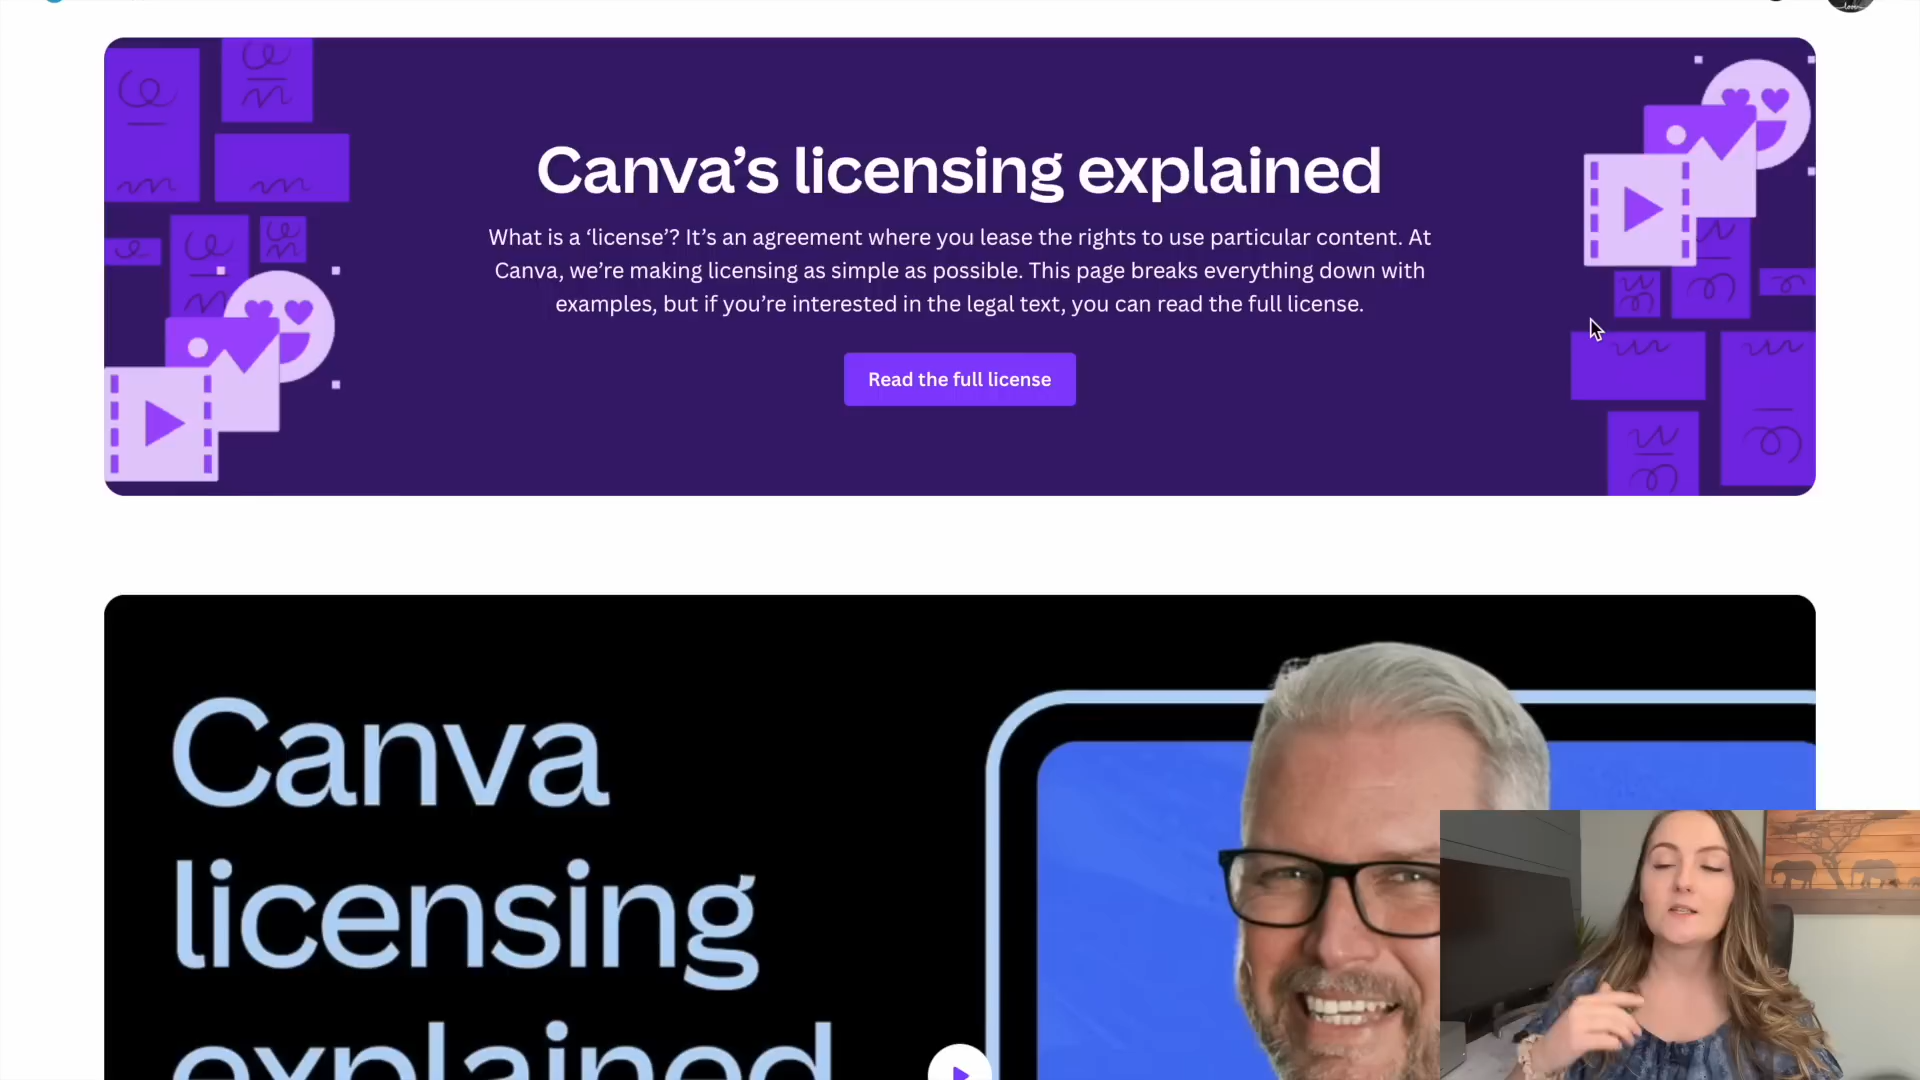 Canva’s licensing explained
What is a ‘license’? It’s an agreement where you lease the rights to use particular content. At
Canva, we’re making licensing as simple as possible. This page breaks everything down with
examples, but if you’re interested in the legal text, you can read the full license.
Read the full license
Canva
licensing
explained